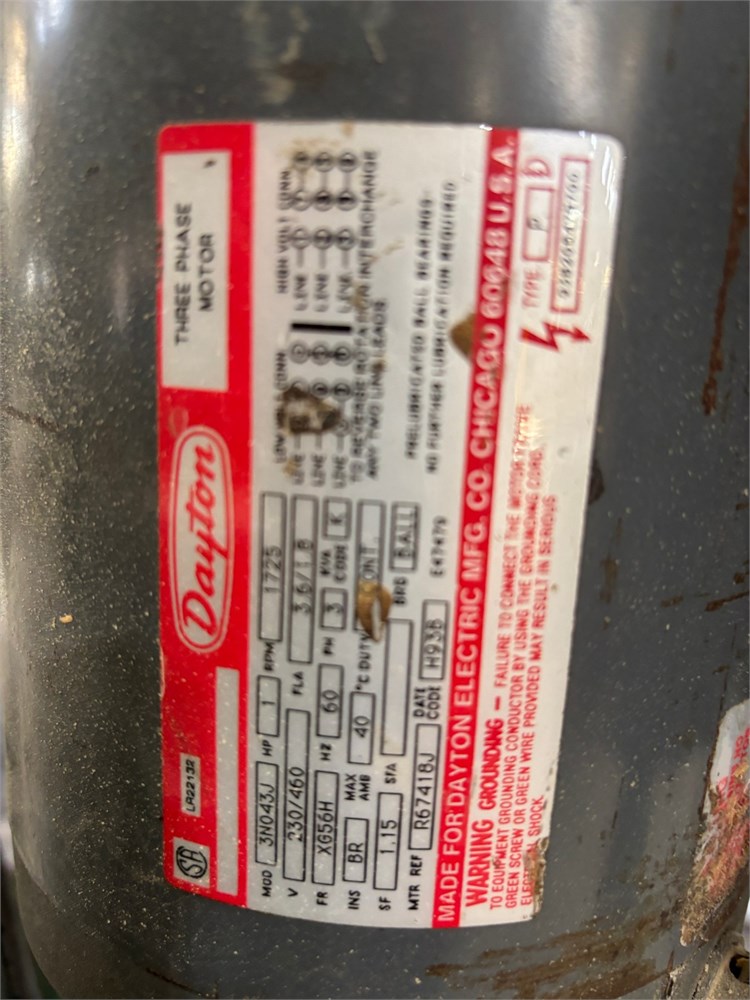 SA
LR22132
Dayton
THREE PHASE
MOTOR
MOD 3N043J HP 1 RPM 1725
V 230/460 FLA 3.6/1.8
FR XG56H HZ 60 PH 3 KVA CODE K
INS BR MAX AMB 40 °C DUTY CONT.
SF 1.15 SFA BRG BALL
MTR REF R67418J DATE CODE H93B E47479
HIGH VOLT CONN
LINE
LINE
LINE
LOW VOLT CONN
LINE
LINE
LINE
TO REVERSE ROTATION INTERCHANGE
ANY TWO LINE LEADS.
PRELUBRICATED BALL BEARINGS
NO FURTHER LUBRICATION REQUIRED
MADE FOR DAYTON ELECTRIC MFG. CO. CHICAGO 60648 U.S.A.
WARNING GROUNDING — FAILURE TO CONNECT THE MOTOR FRAME
TO EQUIPMENT GROUNDING CONDUCTOR BY USING THE GROUNDING CORD,
GREEN SCREW OR GREEN WIRE PROVIDED MAY RESULT IN SERIOUS
ELECTRICAL SHOCK.
TYPE P D